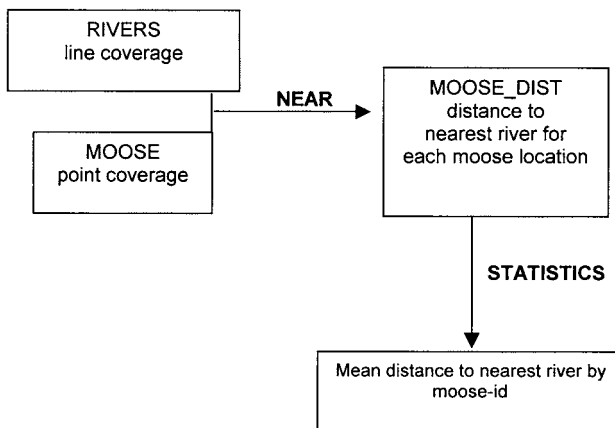 RIVERS
line coverage
NEAR
MOOSE
point coverage
MOOSE_DIST
distance to
nearest river for
each moose location
STATISTICS
Mean distance to nearest river by
moose-id